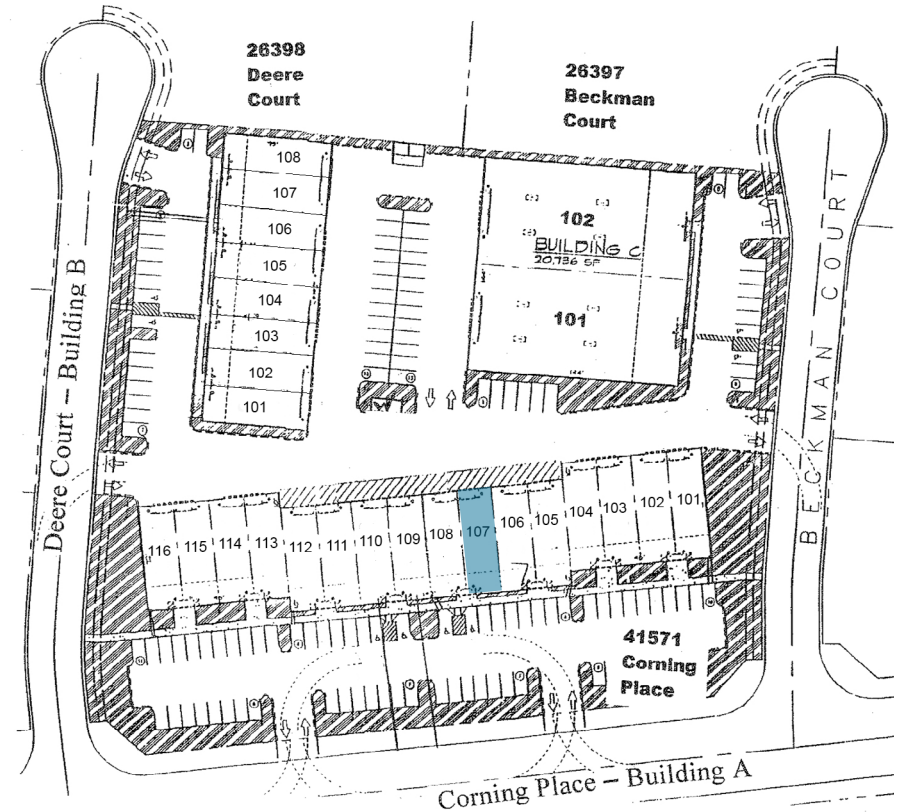 26398
Deere
Court
26397
Beckman
Court
108
107
106
105
104
103
102
101
102
BUILDING C
20,736 SF
101
Deere Court – Building B
BECKMAN COURT
116
115
114
113
112
111
110
109
108
107
106
105
104
103
102
101
41571
Corning
Place
Corning Place – Building A